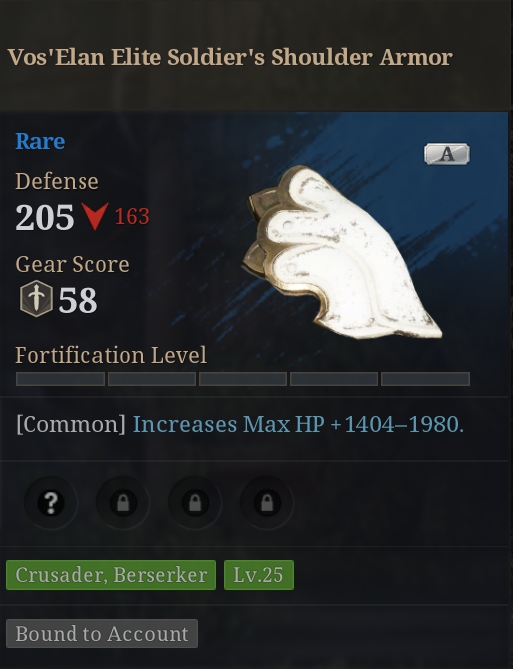 Vos'Elan Elite Soldier's Shoulder Armor
Rare
A
Defense
205 163
Gear Score
58
Fortification Level
[Common] Increases Max HP +1404–1980.
?
Crusader, Berserker Lv.25
Bound to Account